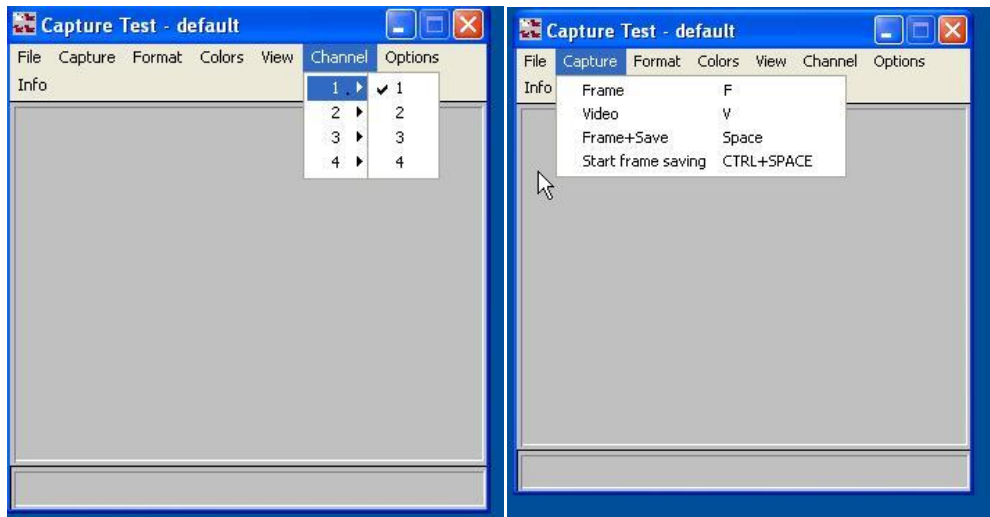 Capture Test - default
File Capture Format Colors View Channel Options
Info
1 1
2 2
3 3
4 4
Capture Test - default
File Capture Format Colors View Channel Options
Info
Frame F
Video V
Frame+Save Space
Start frame saving CTRL+SPACE